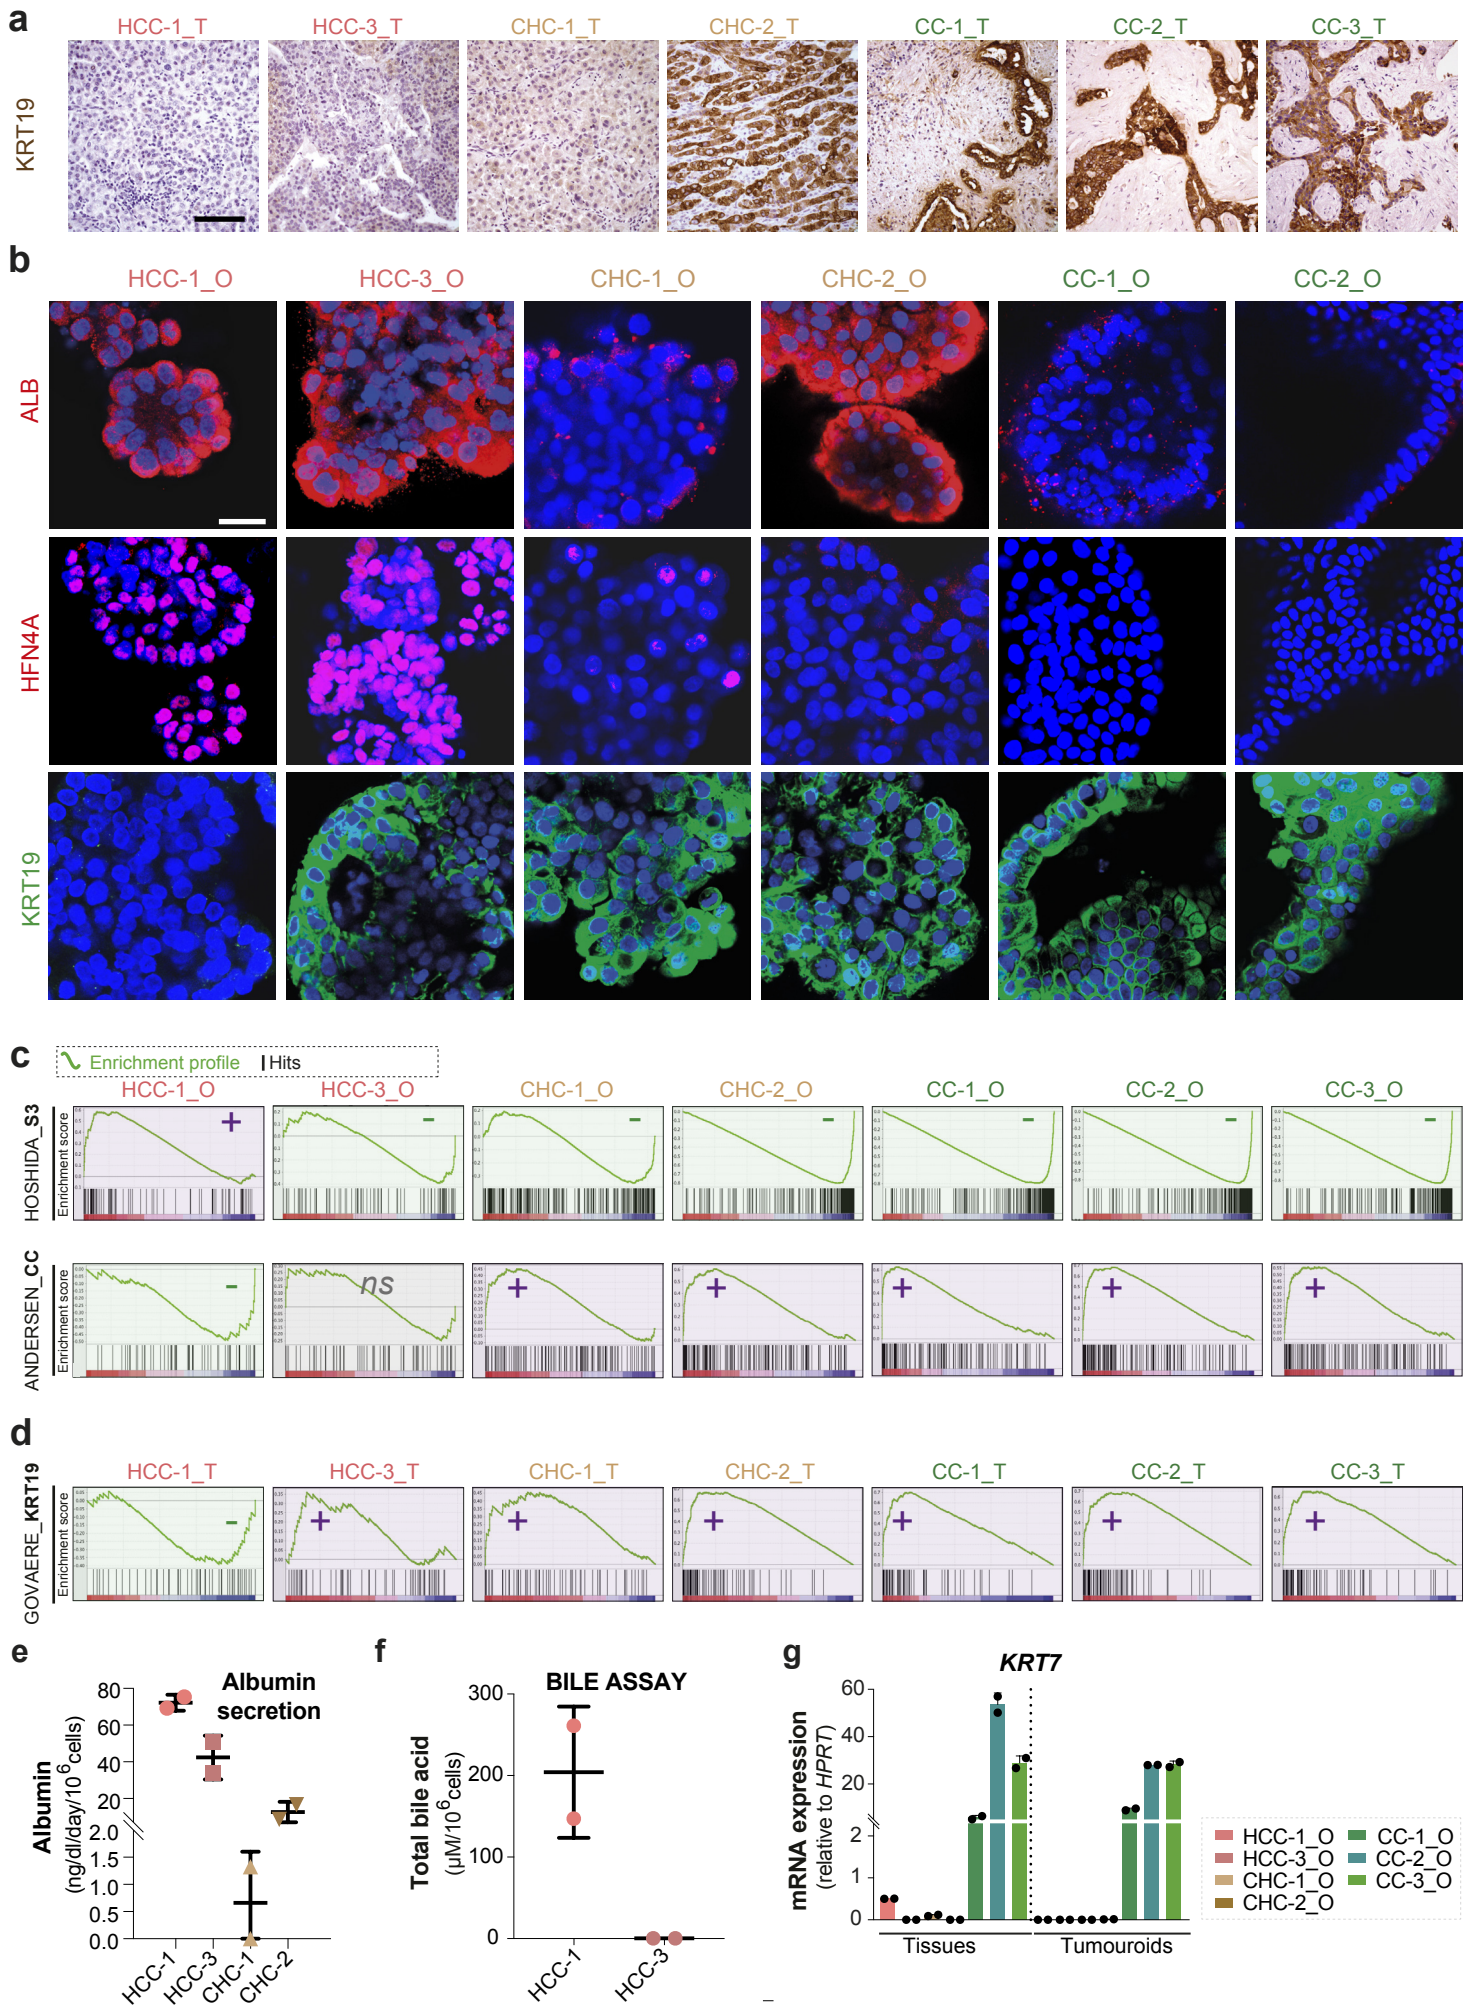 a
HCC-1_T HCC-3_T CHC-1_T CHC-2_T CC-1_T CC-2_T CC-3_T
KRT19
b
HCC-1_O HCC-3_O CHC-1_O CHC-2_O CC-1_O CC-2_O
ALB
HFN4A
KRT19
c
Enrichment profile Hits
HCC-1_O HCC-3_O CHC-1_O CHC-2_O CC-1_O CC-2_O CC-3_O
HOSHIDA_S3
Enrichment score
+ − − − − − −
ANDERSEN_CC
Enrichment score
− ns + + + + +
d
HCC-1_T HCC-3_T CHC-1_T CHC-2_T CC-1_T CC-2_T CC-3_T
GOVAERE_KRT19
Enrichment score
− + + + + + +
e
Albumin
secretion
Albumin
(ng/dl/day/10⁶cells)
80
60
40
20
2.0
1.5
1.0
0.5
0.0
HCC-1 HCC-3 CHC-1 CHC-2
f
BILE ASSAY
Total bile acid
(µM/10⁶cells)
300
200
100
0
HCC-1 HCC-3
g
KRT7
mRNA expression
(relative to HPRT)
60
40
20
2
1
0
Tissues Tumouroids
HCC-1_O CC-1_O
HCC-3_O CC-2_O
CHC-1_O CC-3_O
CHC-2_O